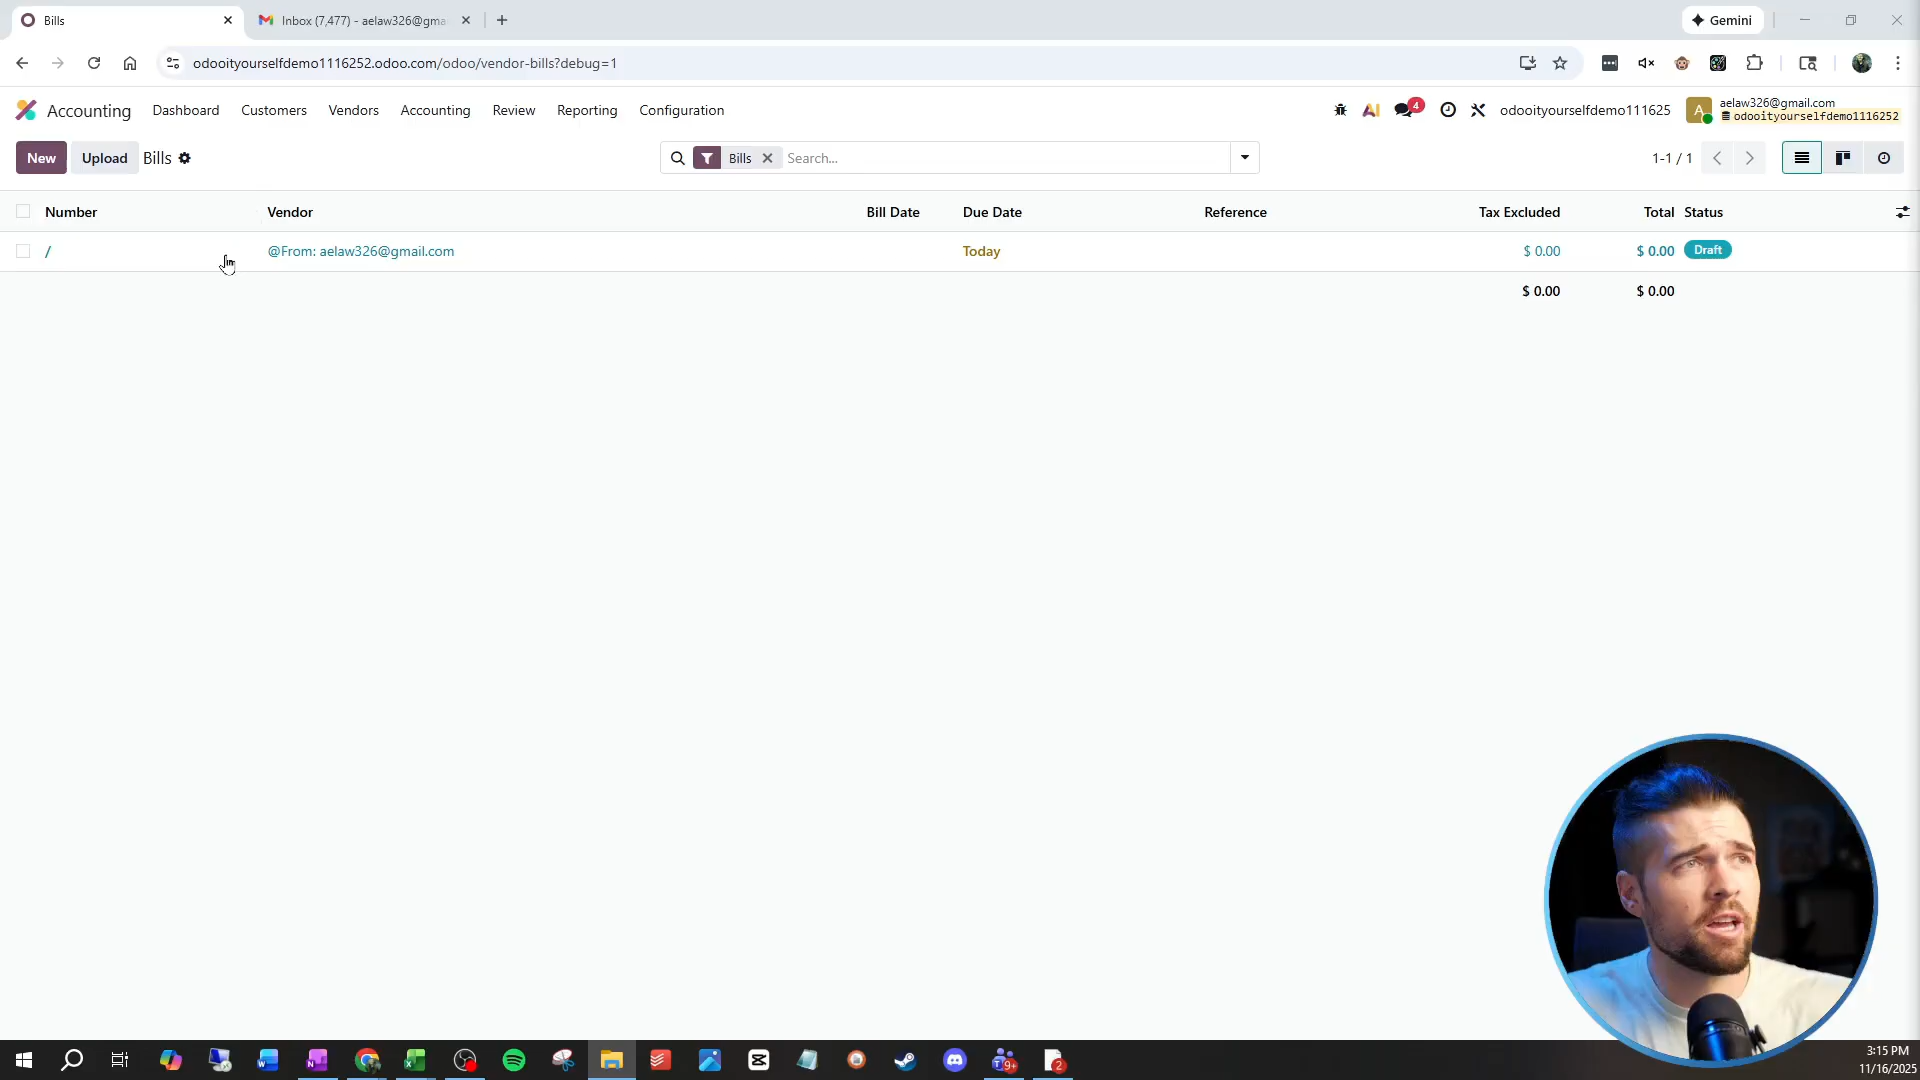 Bills
Inbox (7,477) - aelaw326@gma
Gemini
odooityourselfdemo1116252.odoo.com/odoo/vendor-bills?debug=1
Accounting
Dashboard
Customers
Vendors
Accounting
Review
Reporting
Configuration
4
odooityourselfdemo111625
A
aelaw326@gmail.com
odooityourselfdemo1116252
New
Upload
Bills
Bills
Search...
1-1 / 1
Number
Vendor
Bill Date
Due Date
Reference
Tax Excluded
Total
Status
/
@From: aelaw326@gmail.com
Today
$ 0.00
$ 0.00
Draft
$ 0.00
$ 0.00
9+
2
3:15 PM
11/16/2025